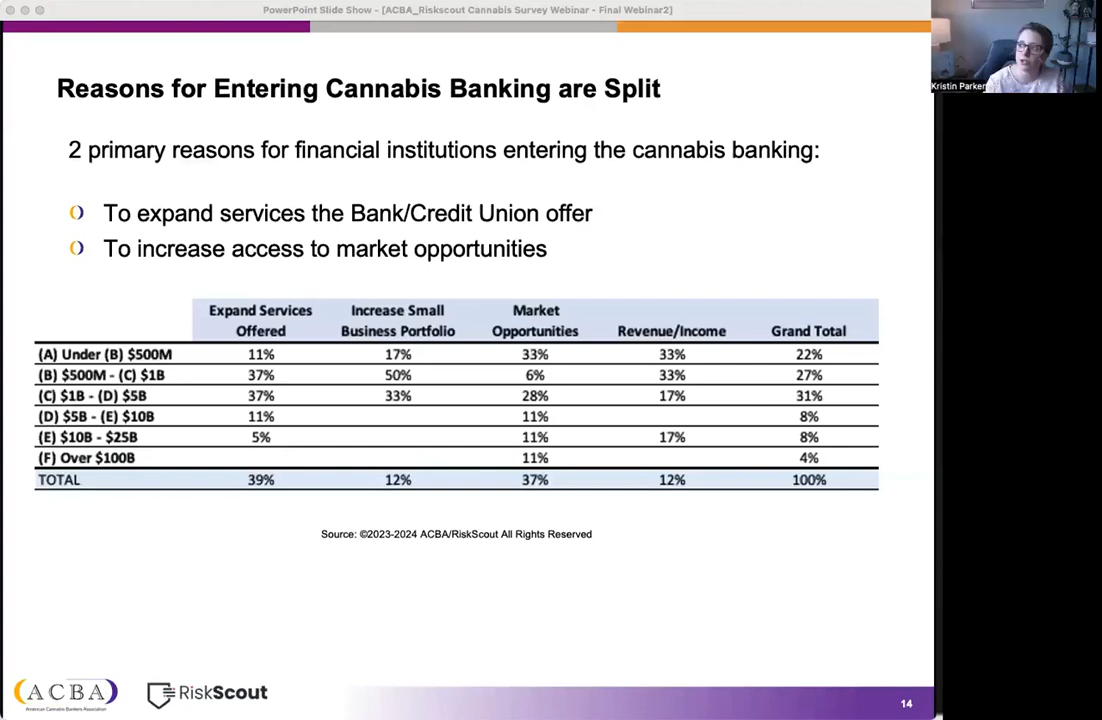 PowerPoint Slide Show - [ACBA_Riskscout Cannabis Survey Webinar - Final Webinar2]
Kristin Parker
Reasons for Entering Cannabis Banking are Split
2 primary reasons for financial institutions entering the cannabis banking:
To expand services the Bank/Credit Union offer
To increase access to market opportunities
Expand Services Increase Small Market
Offered Business Portfolio Opportunities Revenue/Income Grand Total
(A) Under (B) $500M 11% 17% 33% 33% 22%
(B) $500M - (C) $1B 37% 50% 6% 33% 27%
(C) $1B - (D) $5B 37% 33% 28% 17% 31%
(D) $5B - (E) $10B 11% 11% 8%
(E) $10B - $25B 5% 11% 17% 8%
(F) Over $100B 11% 4%
TOTAL 39% 12% 37% 12% 100%
Source: ©2023-2024 ACBA/RiskScout All Rights Reserved
(ACBA) RiskScout
American Cannabis Bankers Association
14